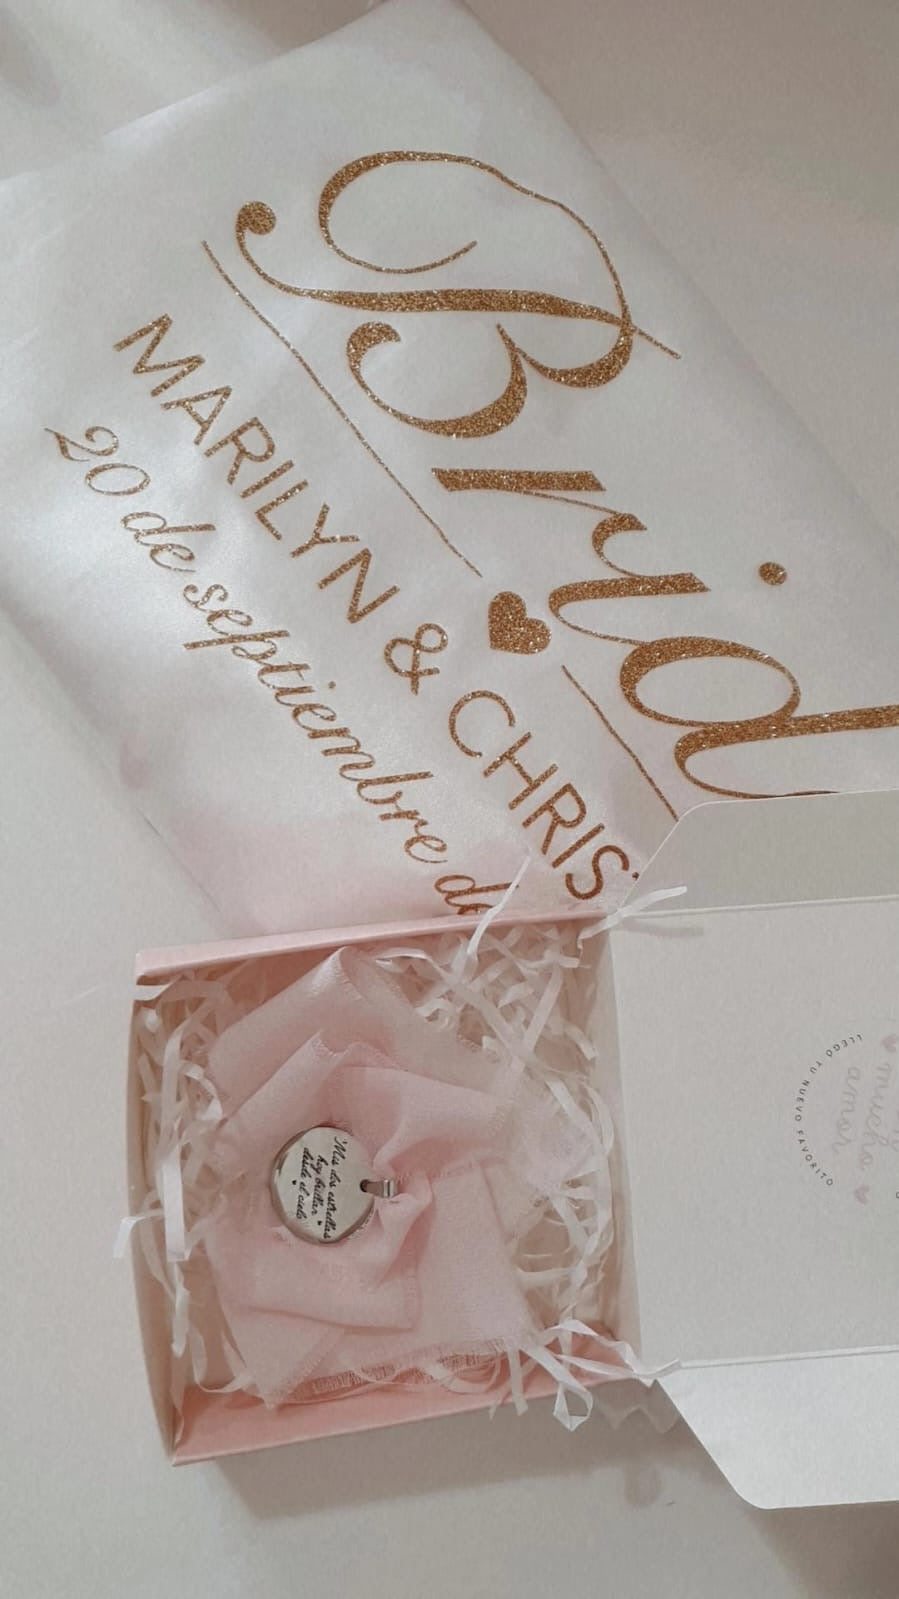 Brid
MARILYN & CHRIS
20 de septiembre de
Mis dos estrellas
hoy brillan
desde el cielo
mucho
amor
LLEGÓ TU NUEVO FAVORITO